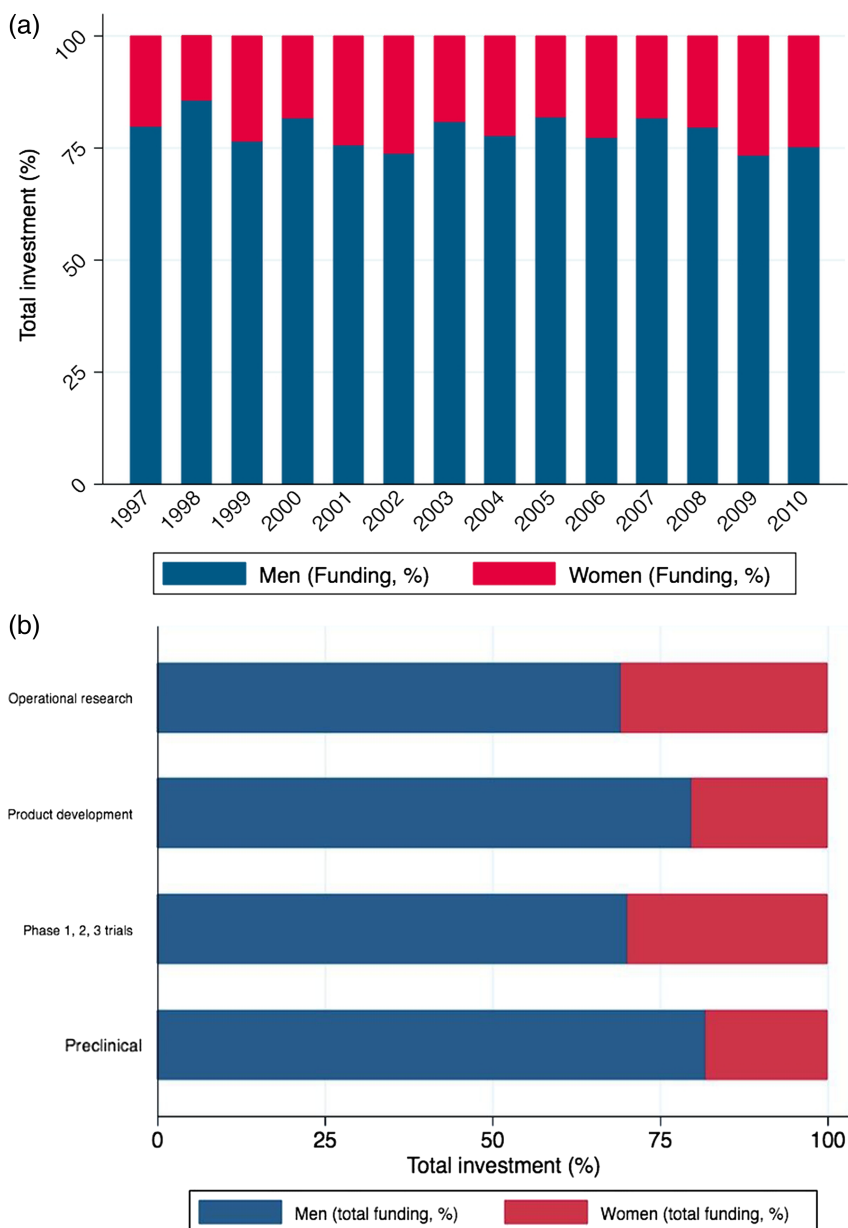 (a)
100
75
50
25
0
Total investment (%)
1997 1998 1999 2000 2001 2002 2003 2004 2005 2006 2007 2008 2009 2010
Men (Funding, %) Women (Funding, %)
(b)
Operational research
Product development
Phase 1, 2, 3 trials
Preclinical
0 25 50 75 100
Total investment (%)
Men (total funding, %) Women (total funding, %)